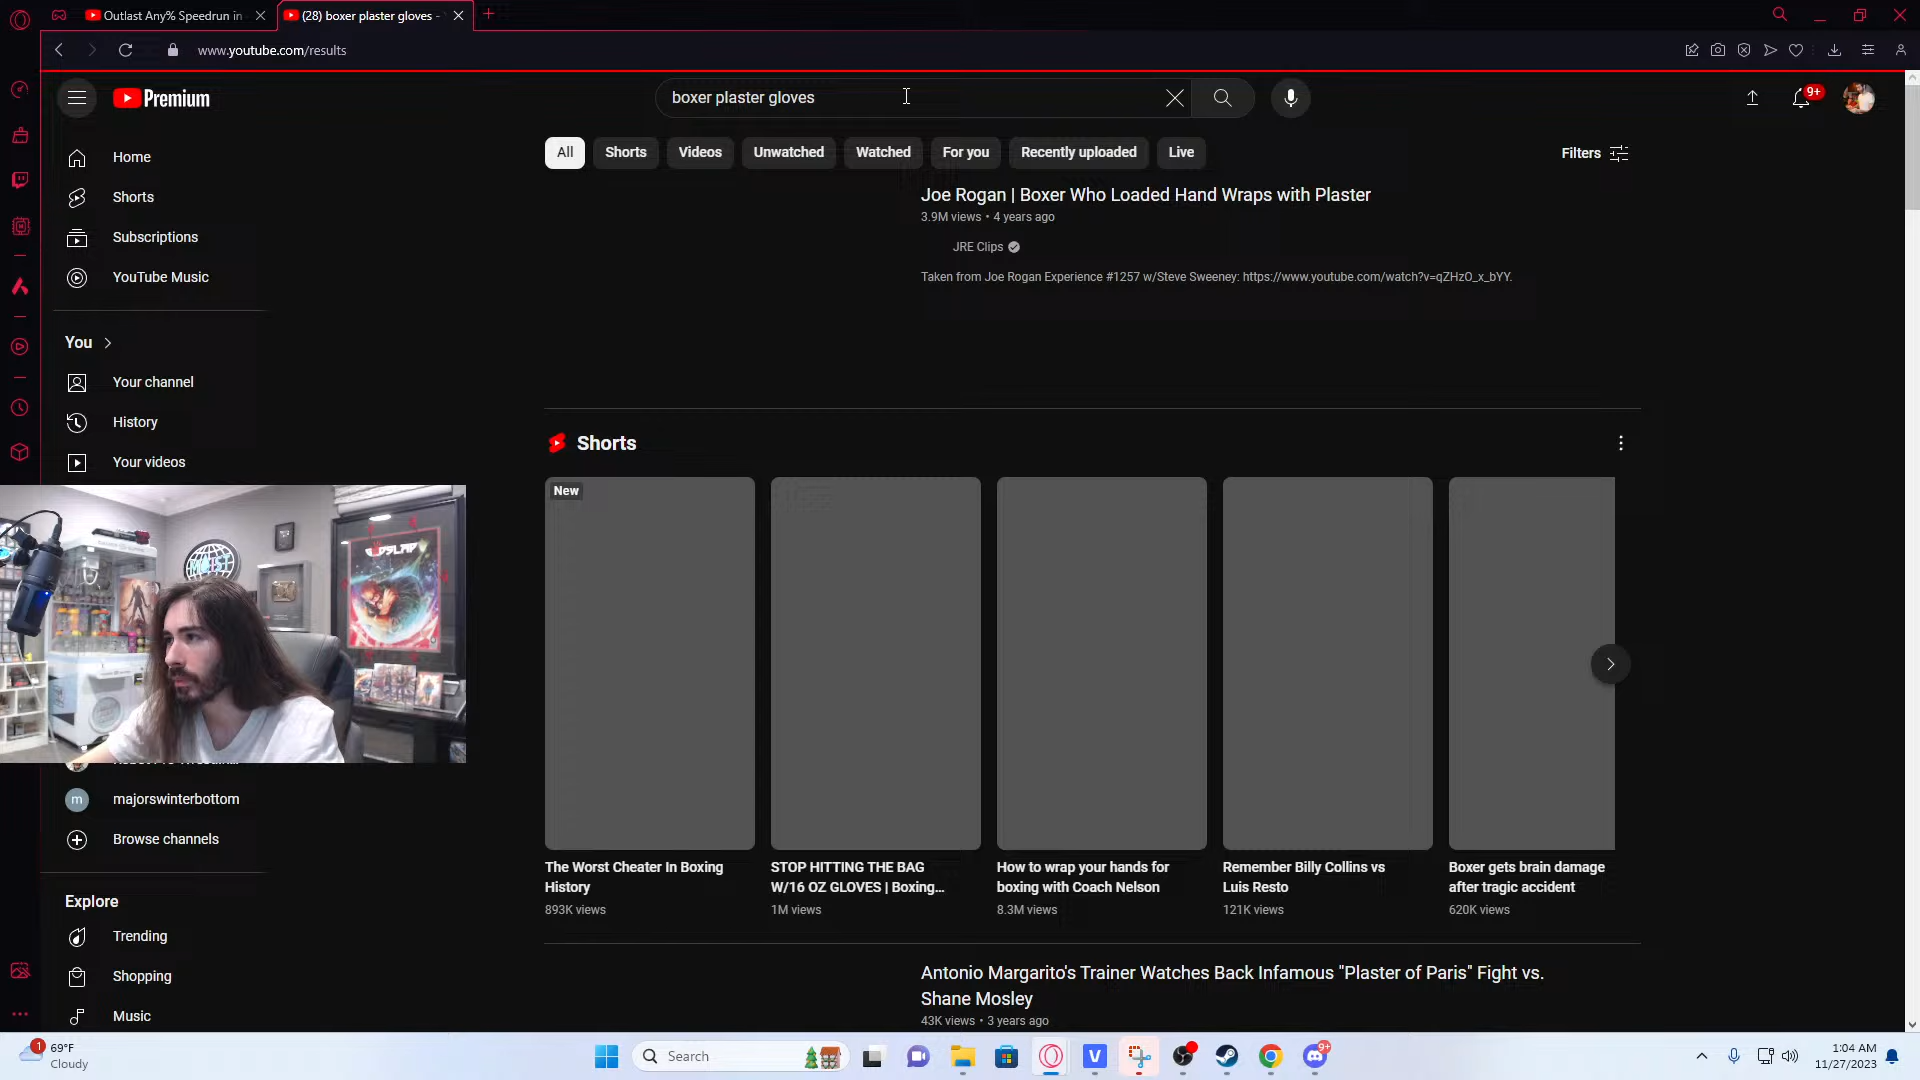 Outlast Any% Speedrun in
(28) boxer plaster gloves -
www.youtube.com/results
Premium
boxer plaster gloves
9+
All
Shorts
Videos
Unwatched
Watched
For you
Recently uploaded
Live
Filters
Home
Shorts
Subscriptions
YouTube Music
You
Your channel
History
Your videos
majorswinterbottom
Browse channels
Explore
Trending
Shopping
Music
Joe Rogan | Boxer Who Loaded Hand Wraps with Plaster
3.9M views • 4 years ago
JRE Clips
Taken from Joe Rogan Experience #1257 w/Steve Sweeney: https://www.youtube.com/watch?v=qZHzO_x_bYY.
Shorts
New
The Worst Cheater In Boxing
History
893K views
STOP HITTING THE BAG
W/16 OZ GLOVES | Boxing...
1M views
How to wrap your hands for
boxing with Coach Nelson
8.3M views
Remember Billy Collins vs
Luis Resto
121K views
Boxer gets brain damage
after tragic accident
620K views
Antonio Margarito's Trainer Watches Back Infamous "Plaster of Paris" Fight vs.
Shane Mosley
43K views • 3 years ago
MOIST
1
69°F
Cloudy
Search
V
9+
1:04 AM
11/27/2023